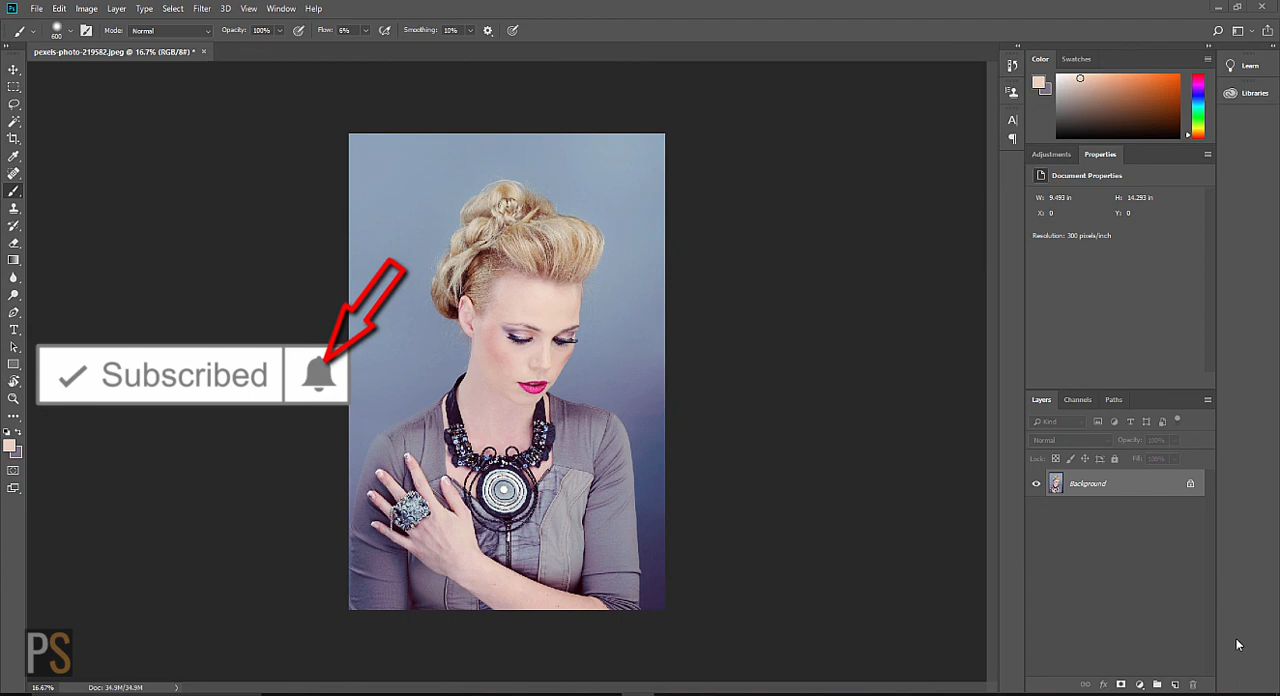 Ps File Edit Image Layer Type Select Filter 3D View Window Help
600 Mode: Normal Opacity: 100% Flow: 6% Smoothing: 10%
pexels-photo-219582.jpeg @ 16.7% (RGB/8#) * ×
Color Swatches
Learn
Libraries
Adjustments Properties
Document Properties
W: 9.493 in H: 14.293 in
X: 0 Y: 0
Resolution: 300 pixels/inch
Subscribed
Layers Channels Paths
Kind
Normal Opacity: 100%
Lock: Fill: 100%
Background
fx
PS
16.67% Doc: 34.9M/34.9M